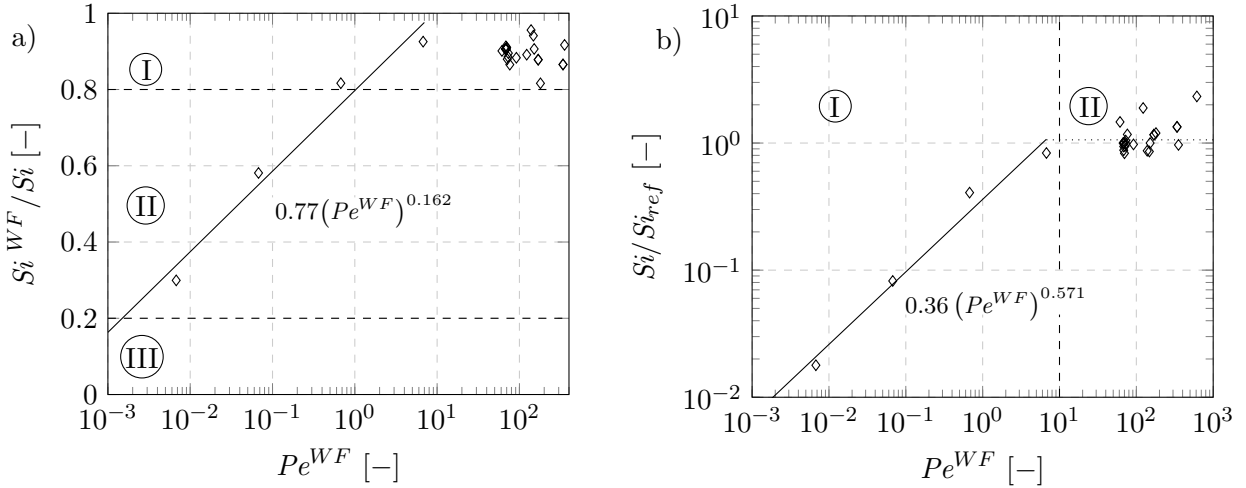 a)
Si^{WF}/Si [−]
1
0.8
0.6
0.4
0.2
0
I
II
III
0.77(Pe^{WF})^{0.162}
10^{−3} 10^{−2} 10^{−1} 10^{0} 10^{1} 10^{2}
Pe^{WF} [−]
b)
Si/Si_{ref} [−]
10^{1}
10^{0}
10^{−1}
10^{−2}
I
II
0.36 (Pe^{WF})^{0.571}
10^{−3} 10^{−2} 10^{−1} 10^{0} 10^{1} 10^{2} 10^{3}
Pe^{WF} [−]